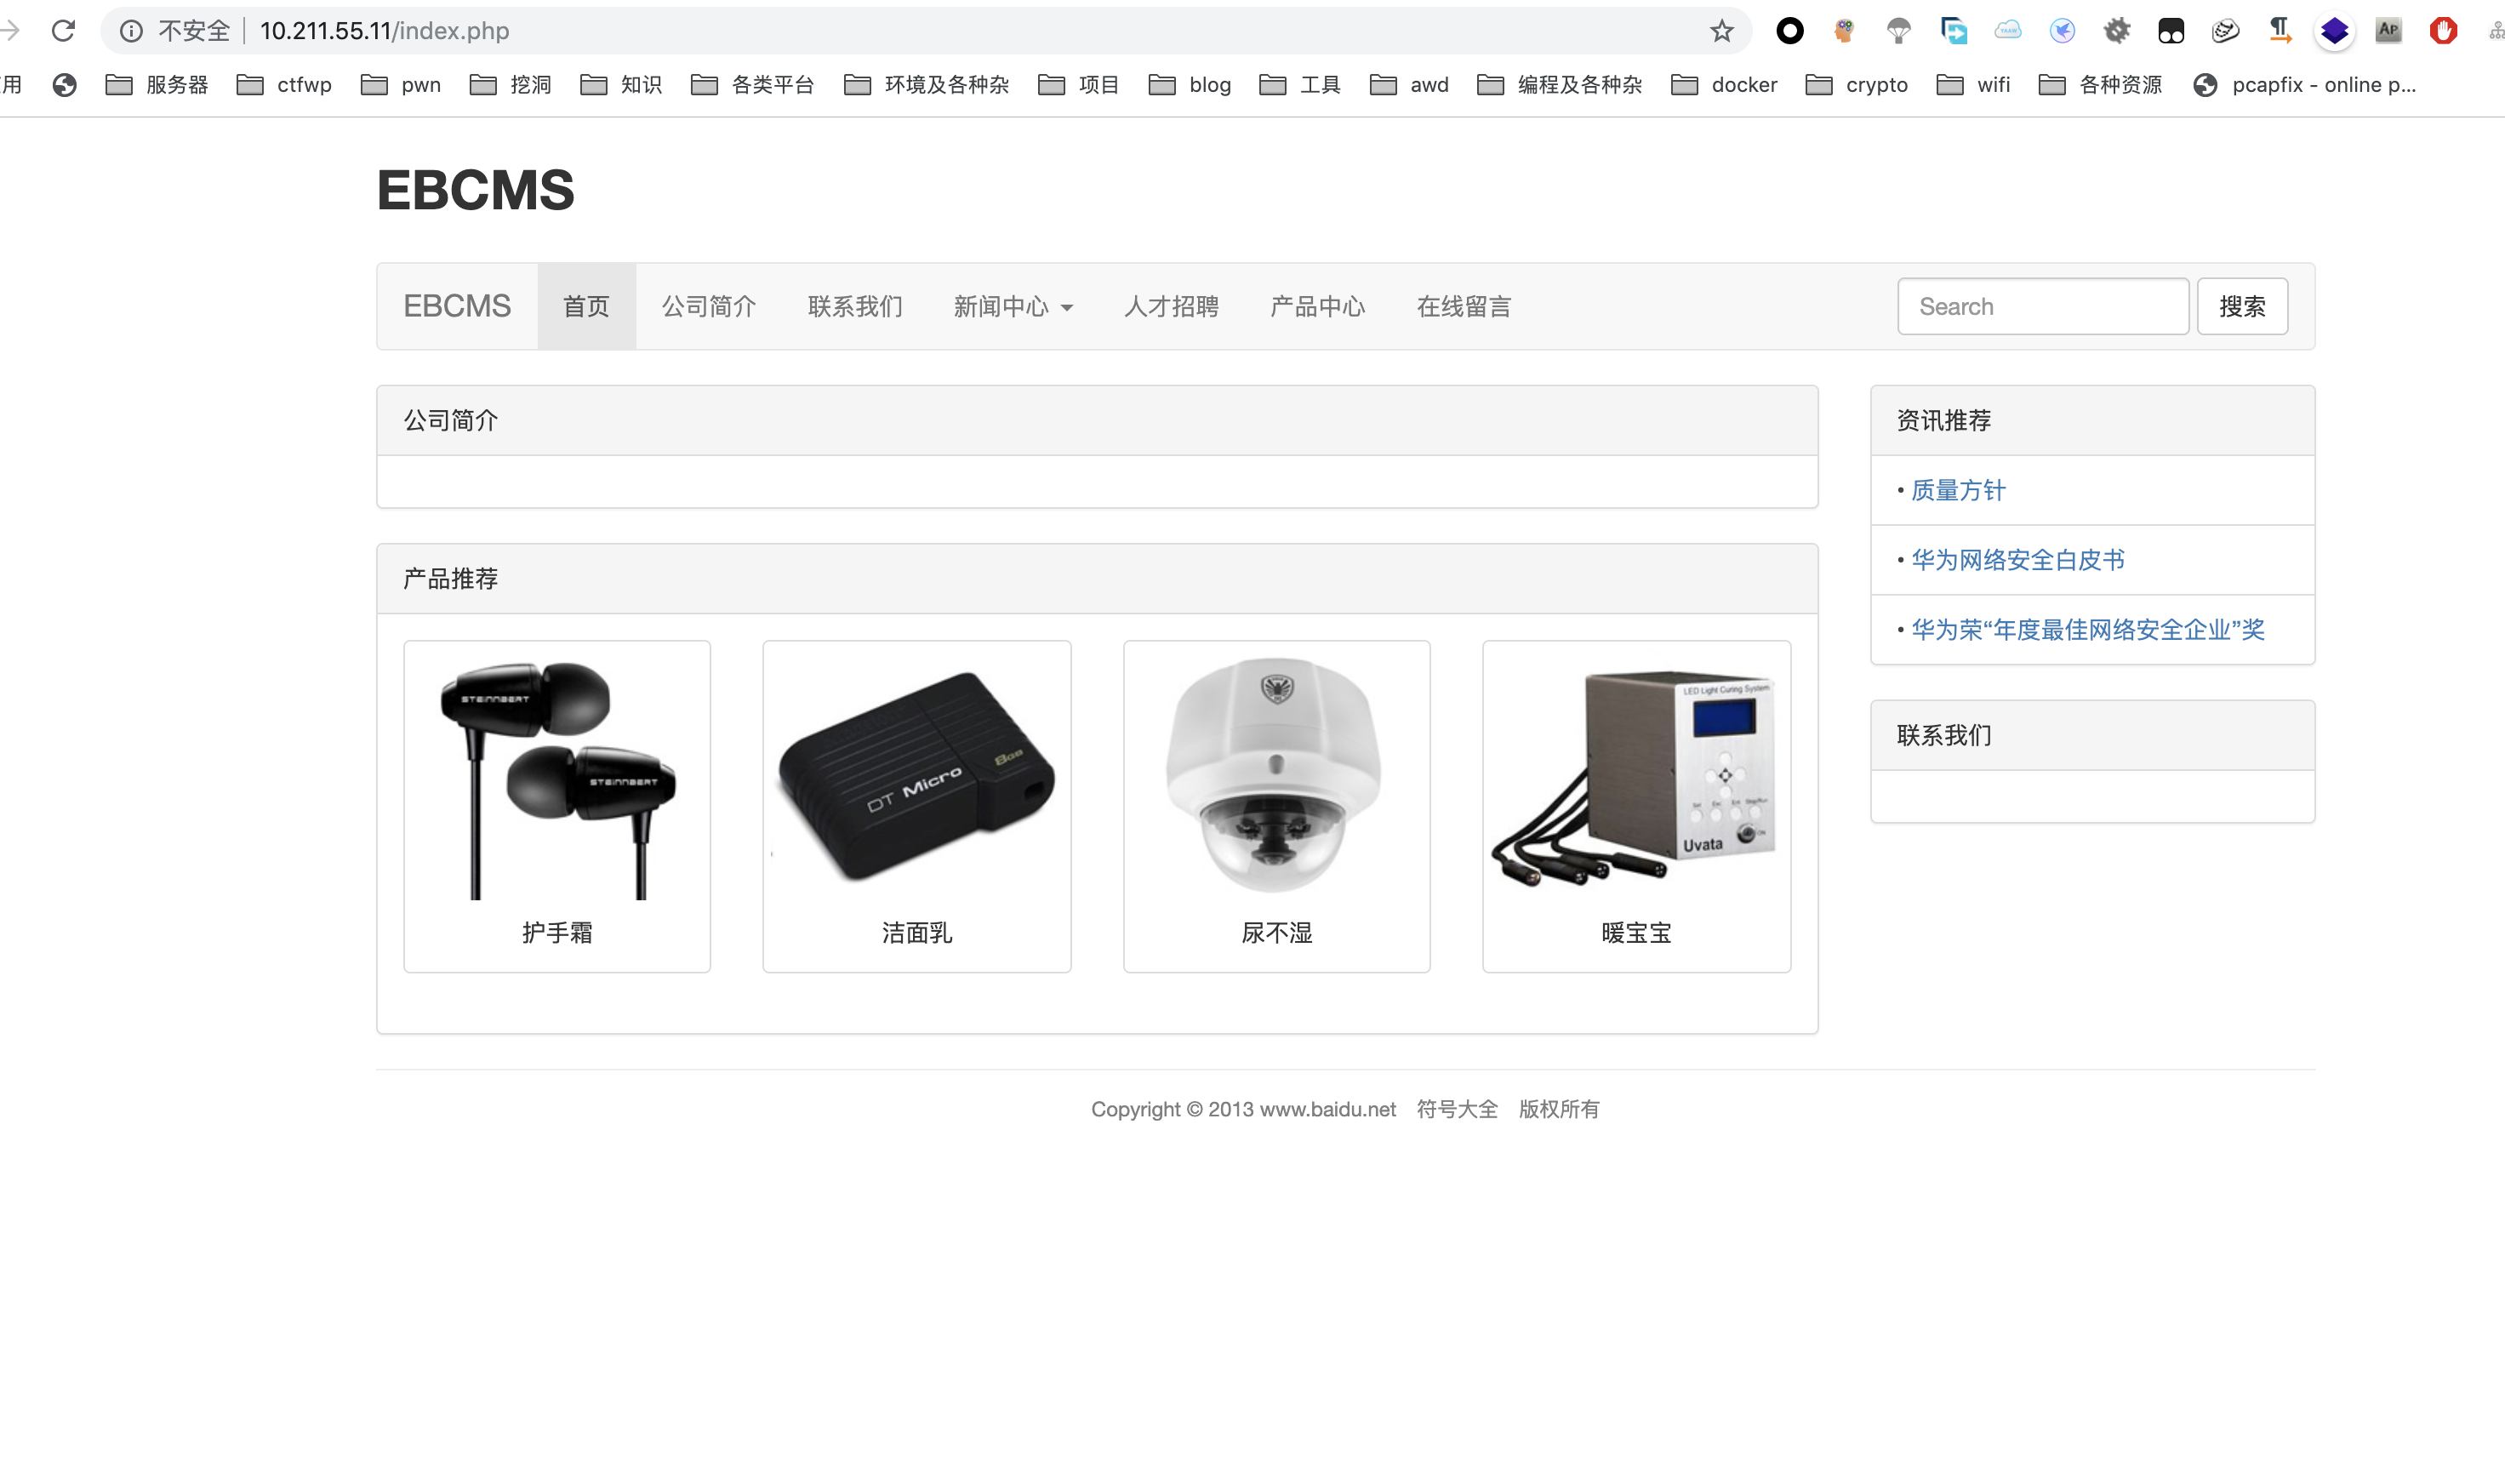 不安全 10.211.55.11/index.php
用 服务器 ctfwp pwn 挖洞 知识 各类平台 环境及各种杂 项目 blog 工具 awd 编程及各种杂 docker crypto wifi 各种资源 pcapfix - online p...
EBCMS
EBCMS 首页 公司简介 联系我们 新闻中心 人才招聘 产品中心 在线留言 Search 搜索
公司简介
产品推荐
STEINNBERT
STEINNBERT
DT Micro 800
LED Light Curing System
Uvata
护手霜 洁面乳 尿不湿 暖宝宝
资讯推荐
• 质量方针
• 华为网络安全白皮书
• 华为荣“年度最佳网络安全企业”奖
联系我们
Copyright © 2013 www.baidu.net 符号大全 版权所有